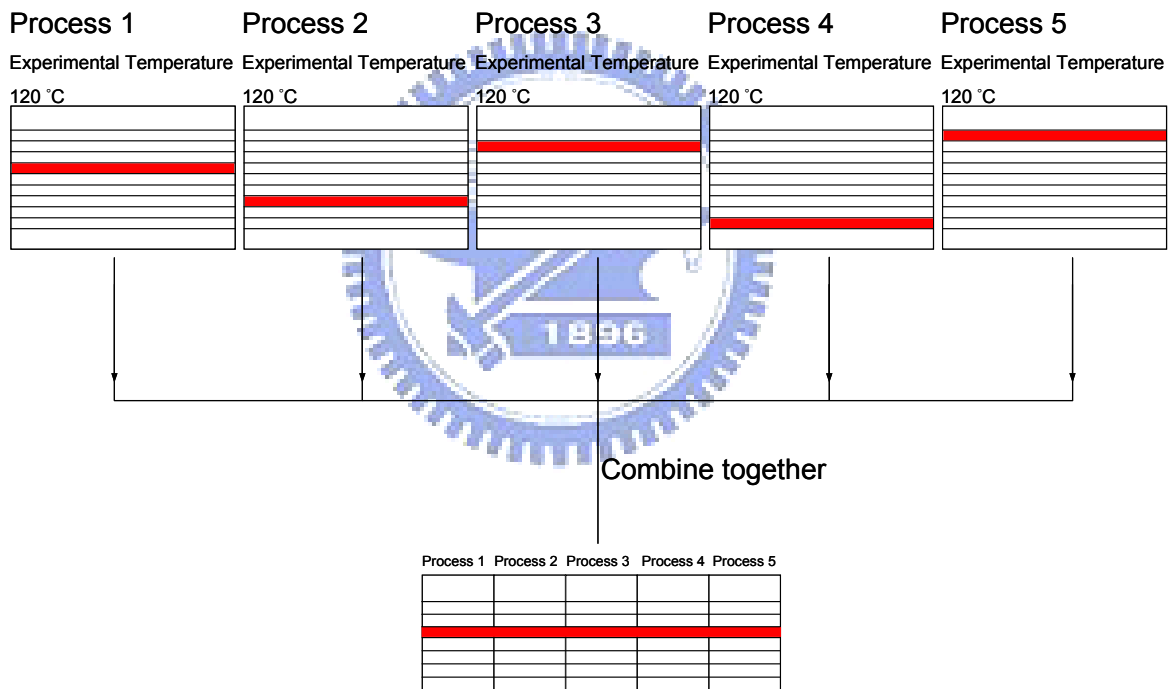 Process 1
Process 2
Process 3
Process 4
Process 5
Experimental Temperature
Experimental Temperature
Experimental Temperature
Experimental Temperature
Experimental Temperature
120 °C
120 °C
120 °C
120 °C
120 °C
1896
Combine together
Process 1
Process 2
Process 3
Process 4
Process 5